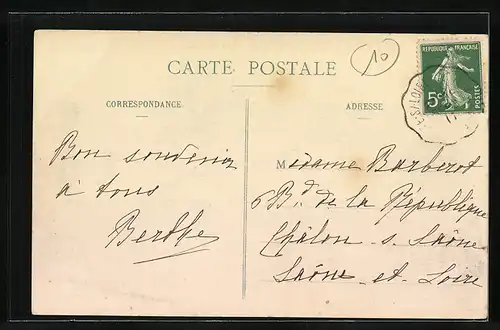 10
CARTE POSTALE
REPUBLIQUE FRANÇAISE
5c
POSTES
CORRESPONDANCE
ADRESSE
Bon souvenir
à tous
Berthe
Madame Barberot
6 Bd. de la République
Châlon s. Saône
Saône et Loire